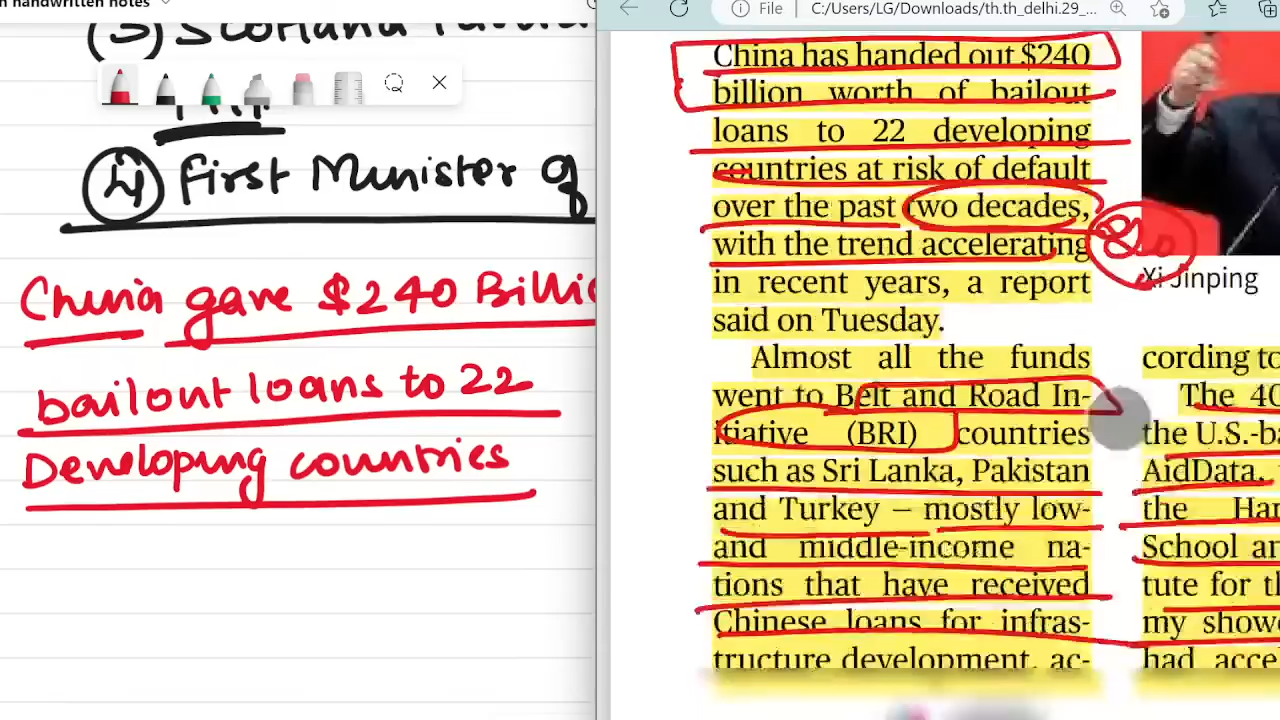 handwritten notes
(3) Scotland
(4) First Minister of
China gave $240 Billio
bailout loans to 22
Developing countries
File C:/Users/LG/Downloads/th.th_delhi.29_...
China has handed out $240
billion worth of bailout
loans to 22 developing
countries at risk of default
over the past two decades,
with the trend accelerating
in recent years, a report
said on Tuesday.
Almost all the funds
went to Belt and Road In-
itiative (BRI) countries
such as Sri Lanka, Pakistan
and Turkey – mostly low-
and middle-income na-
tions that have received
Chinese loans for infras-
tructure development, ac-
Xi Jinping
cording to
The 40
the U.S.-ba
AidData,
the Har
School an
tute for th
my showe
had accel